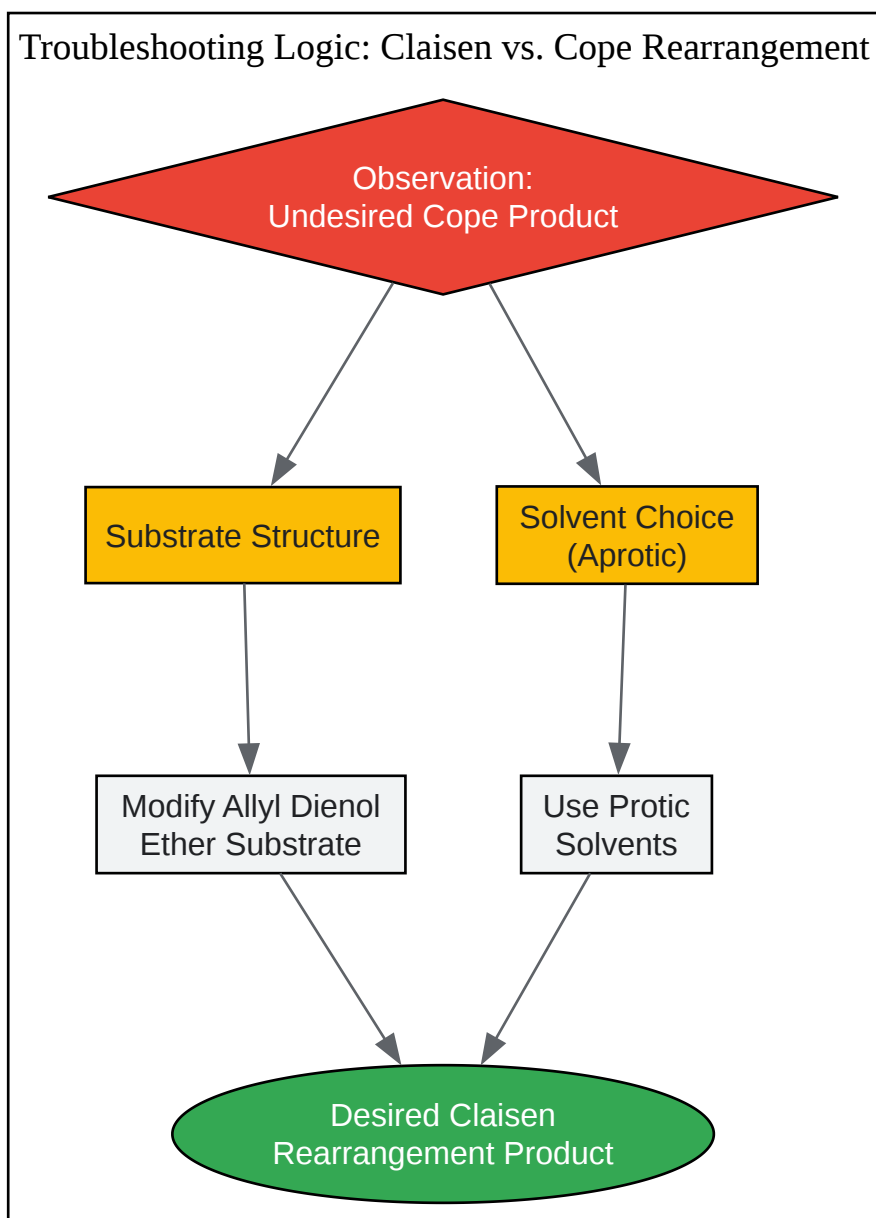 Troubleshooting Logic: Claisen vs. Cope Rearrangement
Observation:
Undesired Cope Product
Substrate Structure
Solvent Choice
(Aprotic)
Modify Allyl Dienol
Ether Substrate
Use Protic
Solvents
Desired Claisen
Rearrangement Product